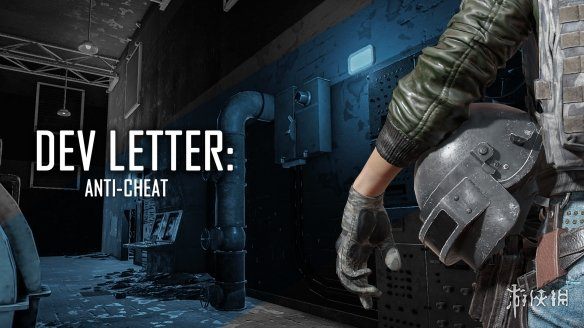 DEV LETTER:
ANTI-CHEAT
游侠网